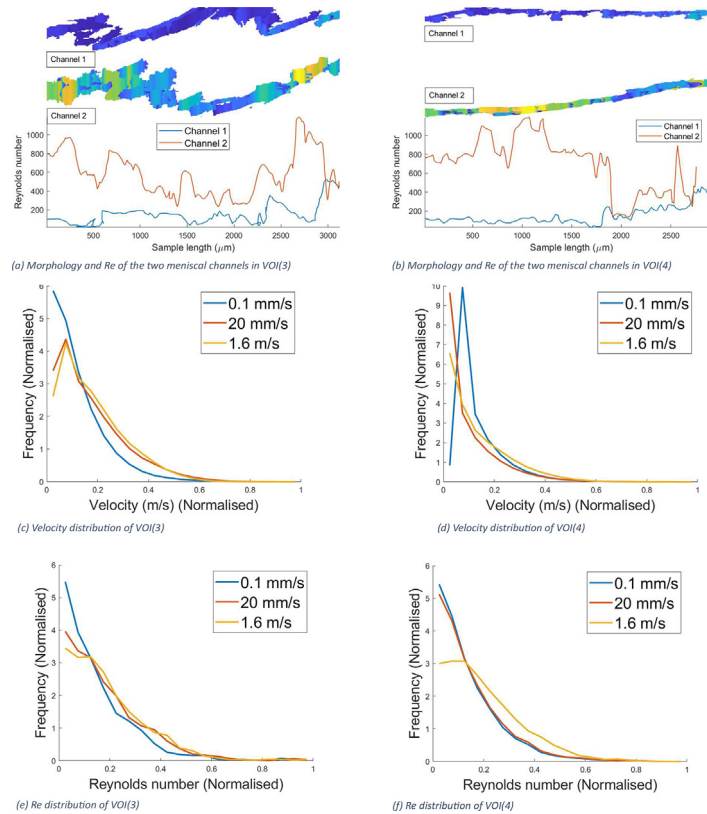 Channel 1
Channel 2
Channel 1
Channel 2
1000
800
600
400
200
Reynolds number
500
1000
1500
2000
2500
3000
Sample length (μm)
(a) Morphology and Re of the two meniscal channels in VOI(3)
Channel 1
Channel 2
Channel 1
Channel 2
1000
800
600
400
200
Reynolds number
500
1000
1500
2000
2500
Sample length (μm)
(b) Morphology and Re of the two meniscal channels in VOI(4)
6
5
4
3
2
1
0
Frequency (Normalised)
0.1 mm/s
20 mm/s
1.6 m/s
0
0.2
0.4
0.6
0.8
1
Velocity (m/s) (Normalised)
(c) Velocity distribution of VOI(3)
10
9
8
7
6
5
4
3
2
1
0
Frequency (Normalised)
0.1 mm/s
20 mm/s
1.6 m/s
0
0.2
0.4
0.6
0.8
1
Velocity (m/s) (Normalised)
(d) Velocity distribution of VOI(4)
6
5
4
3
2
1
0
Frequency (Normalised)
0.1 mm/s
20 mm/s
1.6 m/s
0
0.2
0.4
0.6
0.8
1
Reynolds number (Normalised)
(e) Re distribution of VOI(3)
6
5
4
3
2
1
0
Frequency (Normalised)
0.1 mm/s
20 mm/s
1.6 m/s
0
0.2
0.4
0.6
0.8
1
Reynolds number (Normalised)
(f) Re distribution of VOI(4)